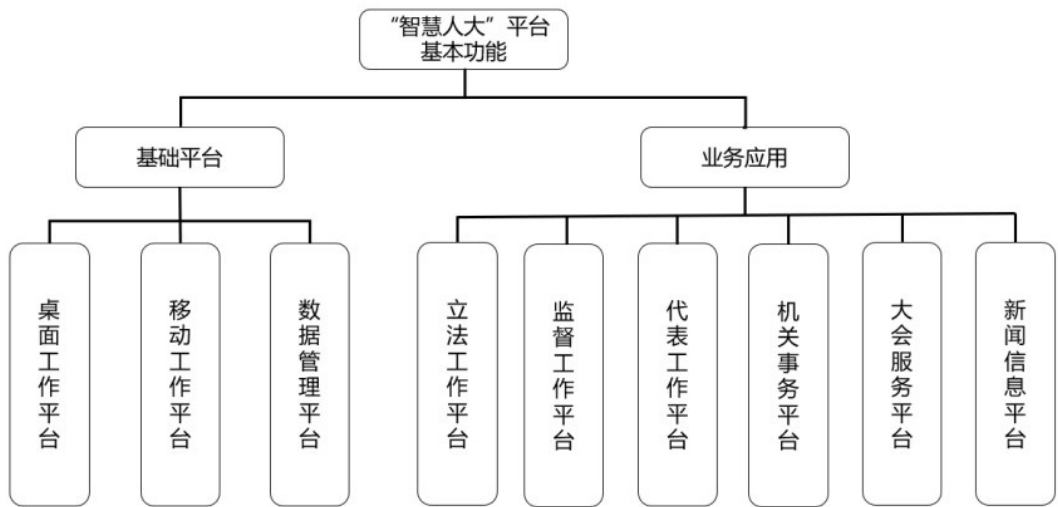 “智慧人大”平台
基本功能
基础平台
业务应用
桌面工作平台
移动工作平台
数据管理平台
立法工作平台
监督工作平台
代表工作平台
机关事务平台
大会服务平台
新闻信息平台